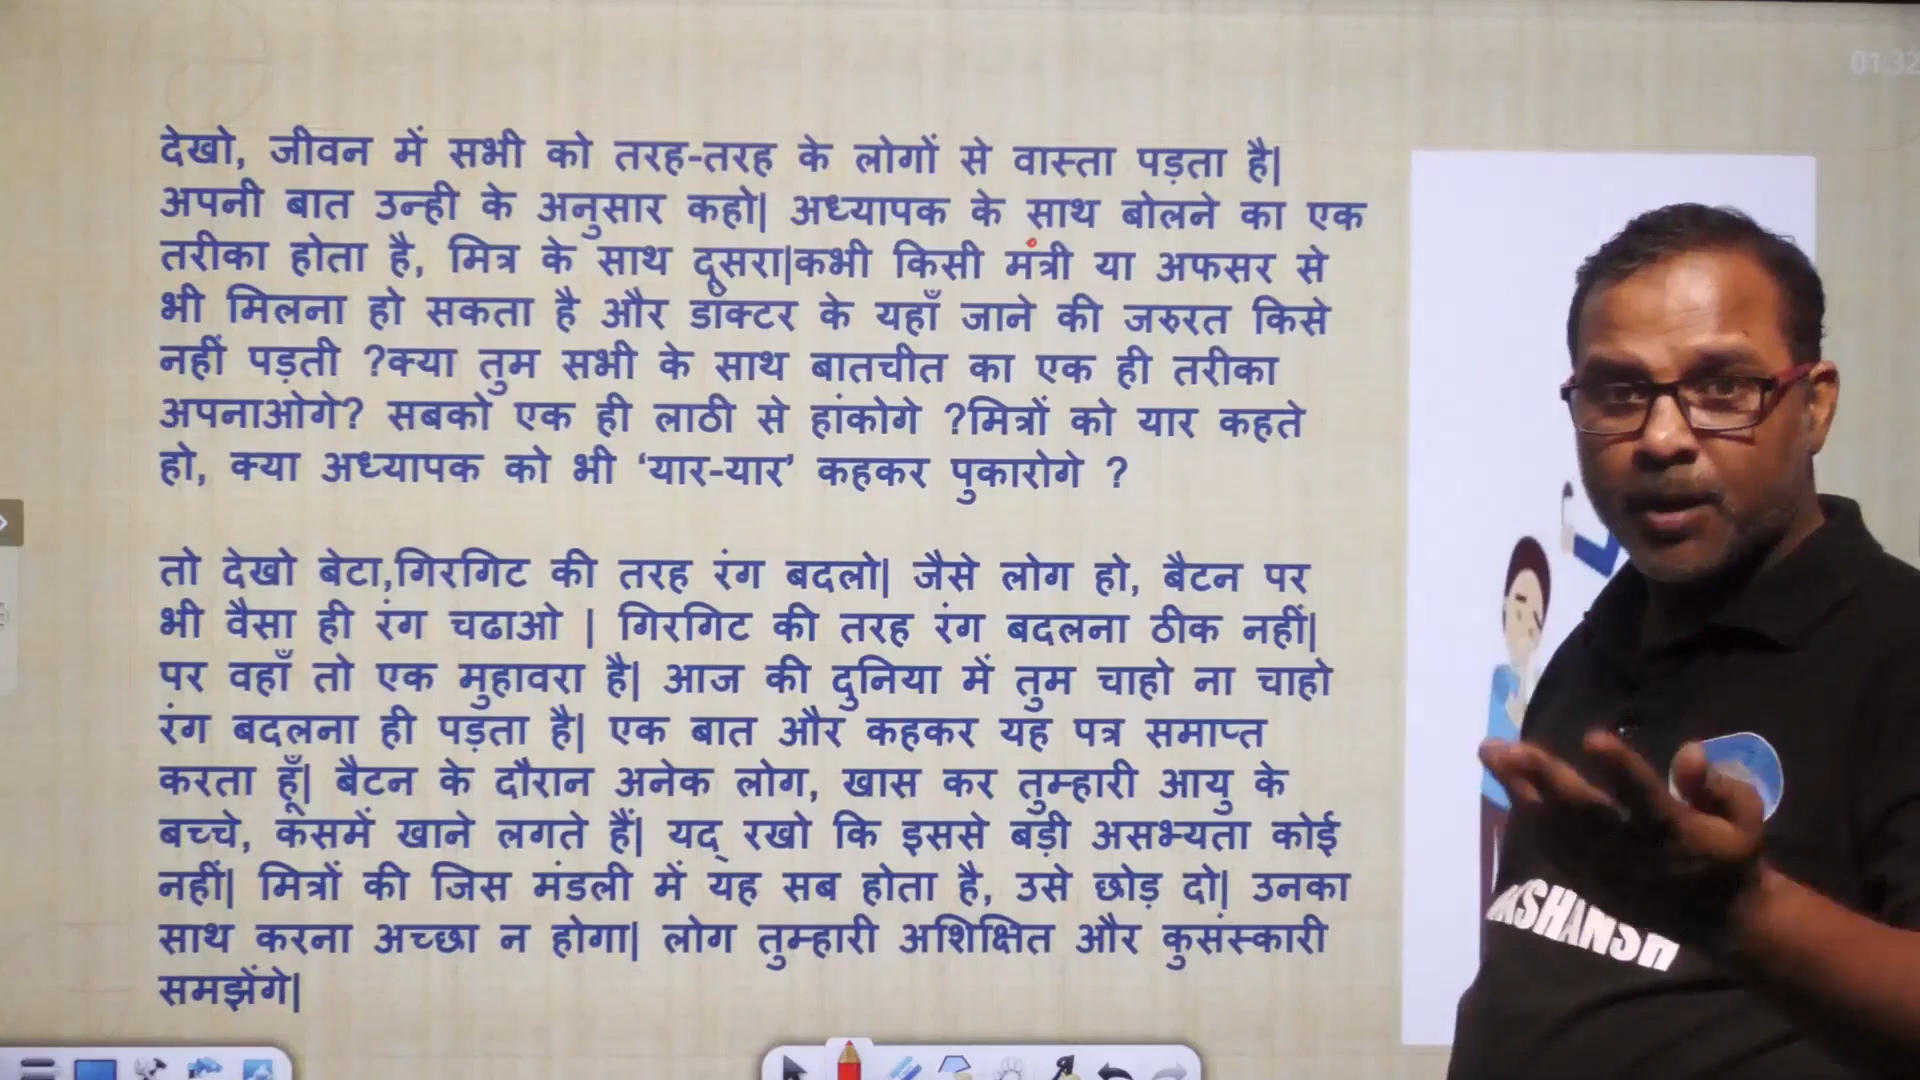 01:32
देखो, जीवन में सभी को तरह-तरह के लोगों से वास्ता पड़ता है|
अपनी बात उन्ही के अनुसार कहो| अध्यापक के साथ बोलने का एक
तरीका होता है, मित्र के साथ दूसरा|कभी किसी मंत्री या अफसर से
भी मिलना हो सकता है और डॉक्टर के यहाँ जाने की जरुरत किसे
नहीं पड़ती ?क्या तुम सभी के साथ बातचीत का एक ही तरीका
अपनाओगे? सबको एक ही लाठी से हांकोगे ?मित्रों को यार कहते
हो, क्या अध्यापक को भी ‘यार-यार’ कहकर पुकारोगे ?
तो देखो बेटा,गिरगिट की तरह रंग बदलो| जैसे लोग हो, बैटन पर
भी वैसा ही रंग चढाओ | गिरगिट की तरह रंग बदलना ठीक नहीं|
पर वहाँ तो एक मुहावरा है| आज की दुनिया में तुम चाहो ना चाहो
रंग बदलना ही पड़ता है| एक बात और कहकर यह पत्र समाप्त
करता हूँ| बैटन के दौरान अनेक लोग, खास कर तुम्हारी आयु के
बच्चे, कसमें खाने लगते हैं| यद् रखो कि इससे बड़ी असभ्यता कोई
नहीं| मित्रों की जिस मंडली में यह सब होता है, उसे छोड़ दो| उनका
साथ करना अच्छा न होगा| लोग तुम्हारी अशिक्षित और कुसंस्कारी
समझेंगे|